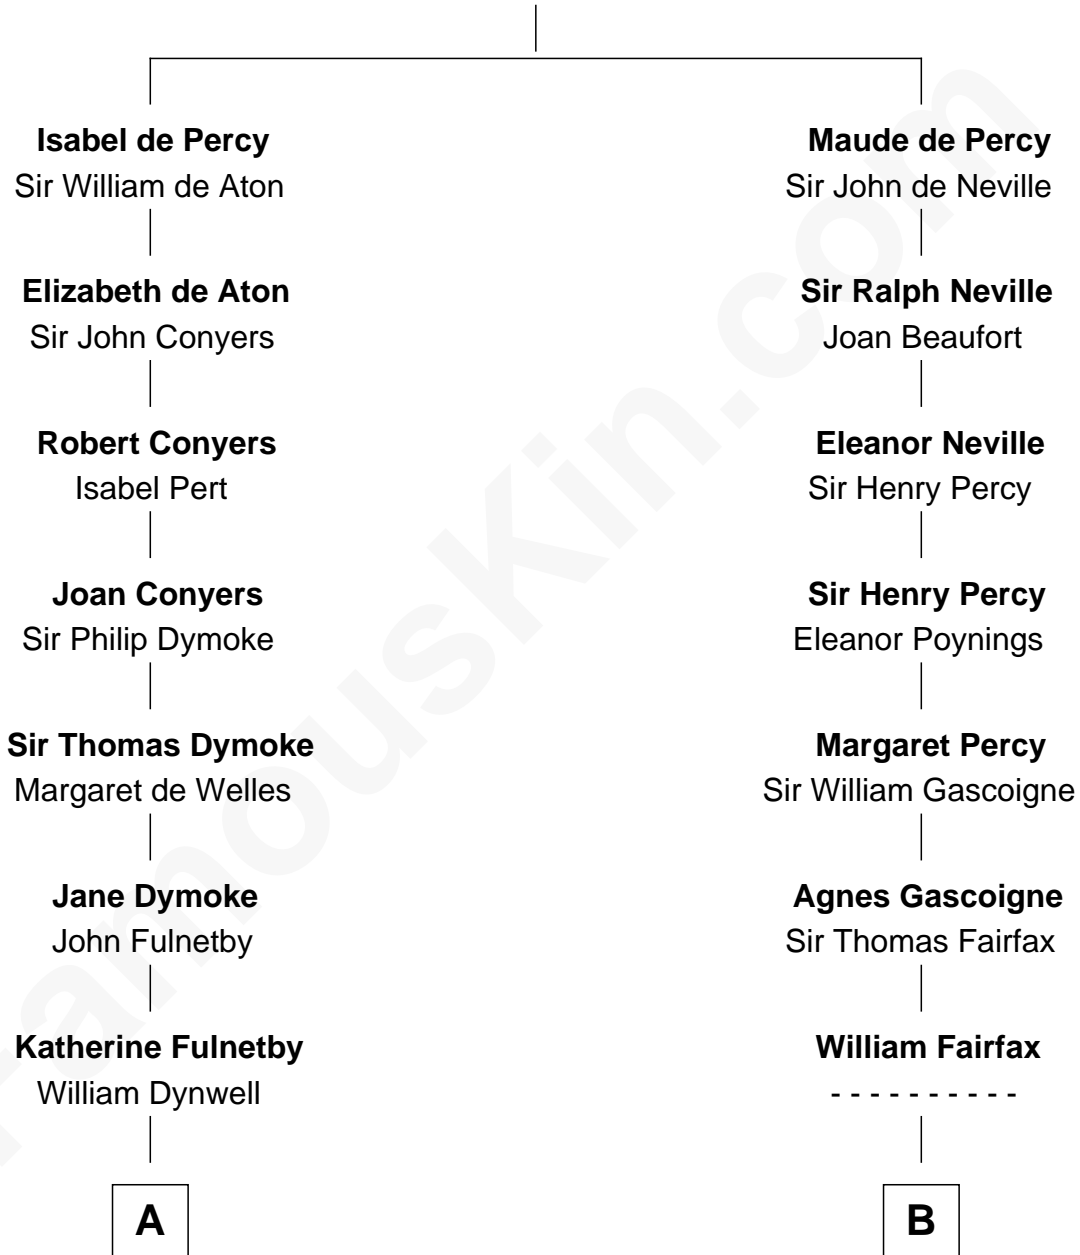 Isabel de Percy
Sir William de Aton
Maude de Percy
Sir John de Neville
Elizabeth de Aton
Sir John Conyers
Sir Ralph Neville
Joan Beaufort
Robert Conyers
Isabel Pert
Eleanor Neville
Sir Henry Percy
Joan Conyers
Sir Philip Dymoke
Sir Henry Percy
Eleanor Poynings
Sir Thomas Dymoke
Margaret de Welles
Margaret Percy
Sir William Gascoigne
Jane Dymoke
John Fulnetby
Agnes Gascoigne
Sir Thomas Fairfax
Katherine Fulnetby
William Dynwell
William Fairfax
- - - - - - - - - -
A
B
FamousKin.com